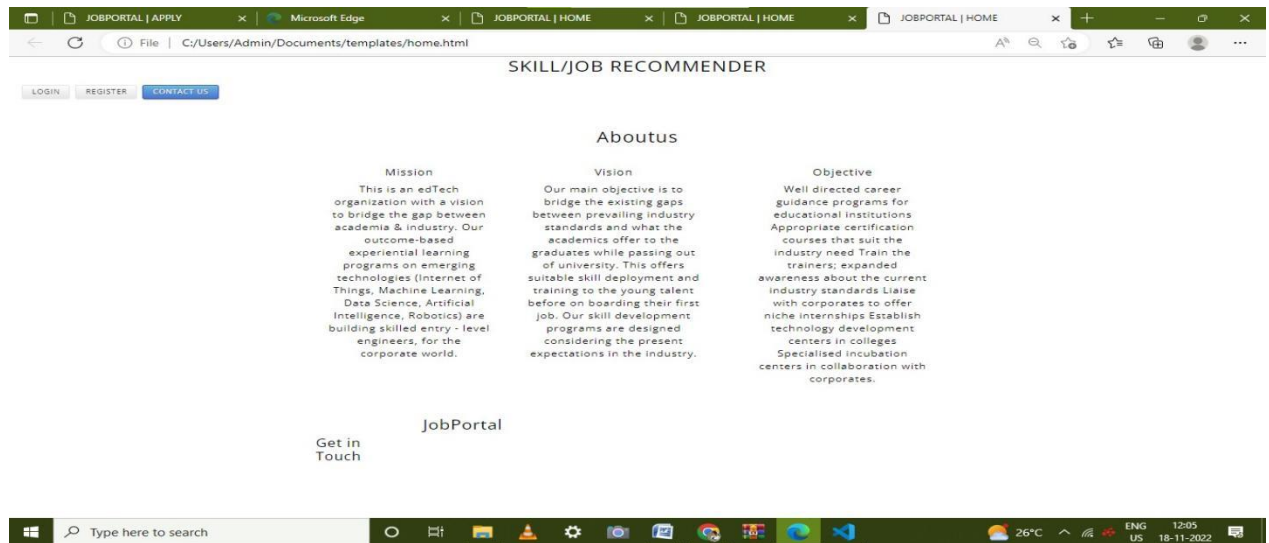 JOBPORTAL | APPLY
Microsoft Edge
JOBPORTAL | HOME
JOBPORTAL | HOME
JOBPORTAL | HOME
File | C:/Users/Admin/Documents/templates/home.html
SKILL/JOB RECOMMENDER
LOGIN
REGISTER
CONTACT US
Aboutus
Mission
This is an edTech
organization with a vision
to bridge the gap between
academia & industry. Our
outcome-based
experiential learning
programs on emerging
technologies (Internet of
Things, Machine Learning,
Data Science, Artificial
Intelligence, Robotics) are
building skilled entry - level
engineers, for the
corporate world.
Vision
Our main objective is to
bridge the existing gaps
between prevailing industry
standards and what the
academics offer to the
graduates while passing out
of university. This offers
suitable skill deployment and
training to the young talent
before on boarding their first
job. Our skill development
programs are designed
considering the present
expectations in the industry.
Objective
Well directed career
guidance programs for
educational institutions
Appropriate certification
courses that suit the
industry need Train the
trainers; expanded
awareness about the current
industry standards Liaise
with corporates to offer
niche internships Establish
technology development
centers in colleges
Specialised incubation
centers in collaboration with
corporates.
JobPortal
Get in
Touch
Type here to search
26°C
ENG
US
12:05
18-11-2022